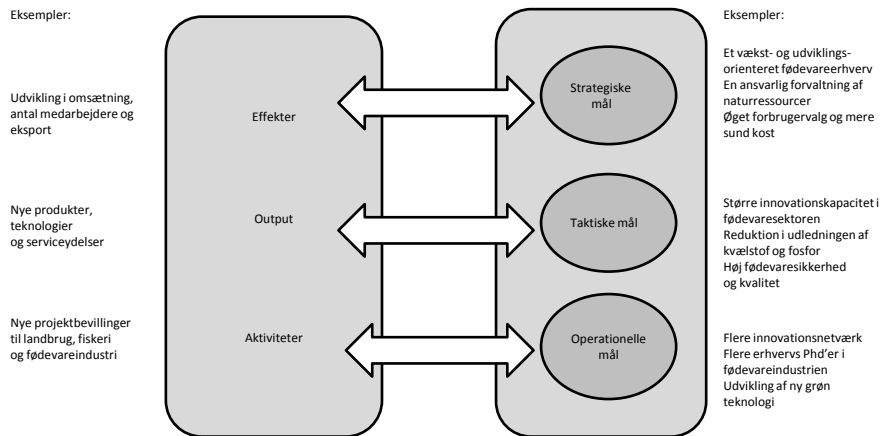 Eksempler:
Udvikling i omsætning,
antal medarbejdere og
eksport
Nye produkter,
teknologier
og serviceydelser
Nye projektbevillinger
til landbrug, fiskeri
og fødevareindustri
Effekter
Output
Aktiviteter
Strategiske
mål
Taktiske mål
Operationelle
mål
Eksempler:
Et vækst- og udviklings-
orienteret fødevareerhverv
En ansvarlig forvaltning af
naturressourcer
Øget forbrugervalg og mere
sund kost
Større innovationskapacitet i
fødevaresektoren
Reduktion i udledningen af
kvælstof og fosfor
Høj fødevaresikkerhed
og kvalitet
Flere innovationsnetværk
Flere erhvervs Phd'er i
fødevareindustrien
Udvikling af ny grøn
teknologi